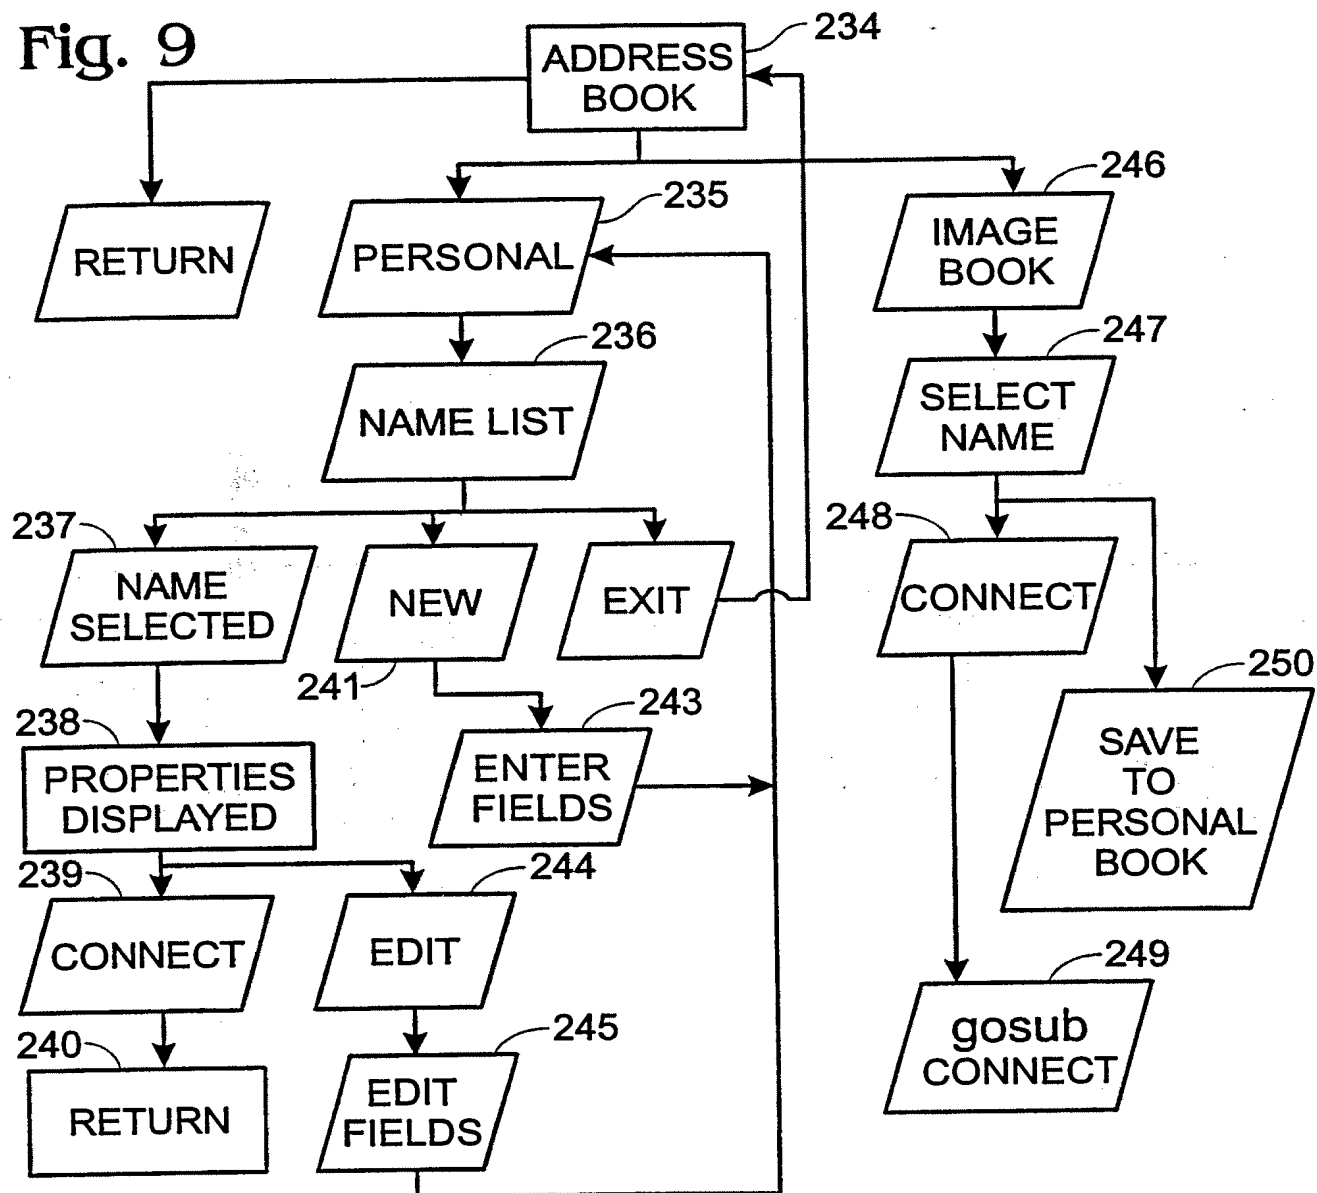 Fig. 9
234
ADDRESS
BOOK
246
235
RETURN
PERSONAL
IMAGE
BOOK
236
247
NAME LIST
SELECT
NAME
237
248
NAME
SELECTED
NEW
EXIT
CONNECT
241
250
238
243
PROPERTIES
DISPLAYED
ENTER
FIELDS
SAVE
TO
PERSONAL
BOOK
239
244
CONNECT
EDIT
249
240
245
gosub
CONNECT
RETURN
EDIT
FIELDS